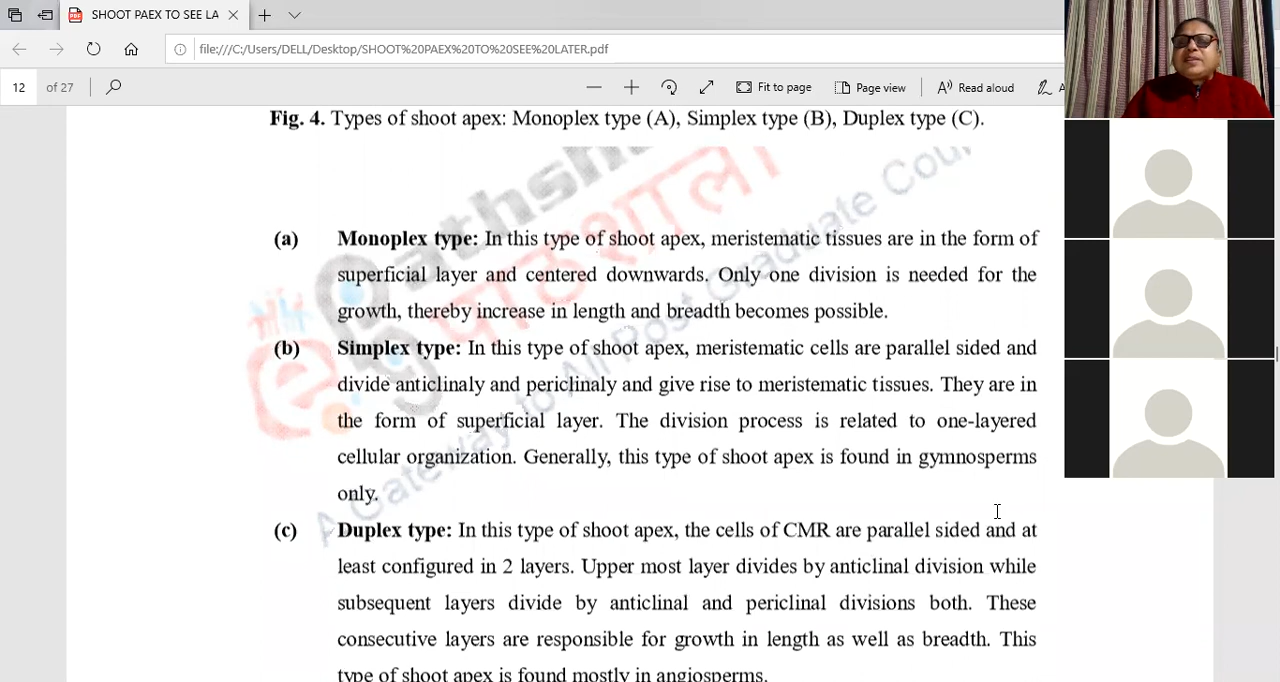 SHOOT PAEX TO SEE LA
file:///C:/Users/DELL/Desktop/SHOOT%20PAEX%20TO%20SEE%20LATER.pdf
12 of 27
Fit to page
Page view
A Read aloud
Fig. 4. Types of shoot apex: Monoplex type (A), Simplex type (B), Duplex type (C).
(a) Monoplex type: In this type of shoot apex, meristematic tissues are in the form of
superficial layer and centered downwards. Only one division is needed for the
growth, thereby increase in length and breadth becomes possible.
(b) Simplex type: In this type of shoot apex, meristematic cells are parallel sided and
divide anticlinaly and periclinaly and give rise to meristematic tissues. They are in
the form of superficial layer. The division process is related to one-layered
cellular organization. Generally, this type of shoot apex is found in gymnosperms
only.
(c) Duplex type: In this type of shoot apex, the cells of CMR are parallel sided and at
least configured in 2 layers. Upper most layer divides by anticlinal division while
subsequent layers divide by anticlinal and periclinal divisions both. These
consecutive layers are responsible for growth in length as well as breadth. This
type of shoot apex is found mostly in angiosperms.
पाठशाला
A Gateway to All Post Graduate Cou